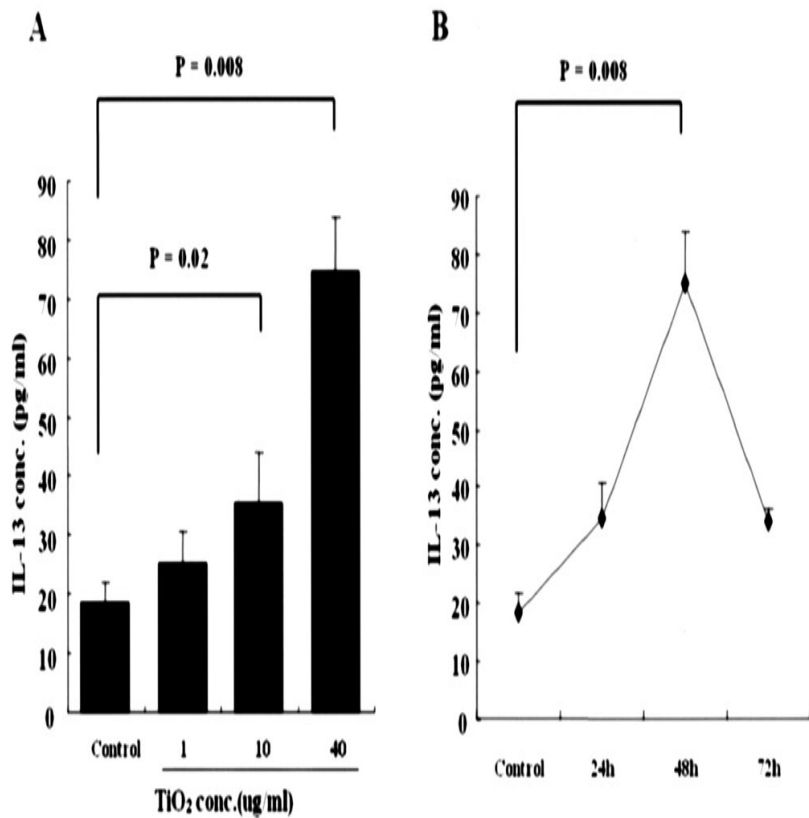 A
P = 0.008
P = 0.02
IL-13 conc. (pg/ml)
90
80
70
60
50
40
30
20
10
0
Control 1 10 40
TiO₂ conc.(ug/ml)
B
P = 0.008
IL-13 conc. (pg/ml)
90
80
70
60
50
40
30
20
10
0
Control 24h 48h 72h